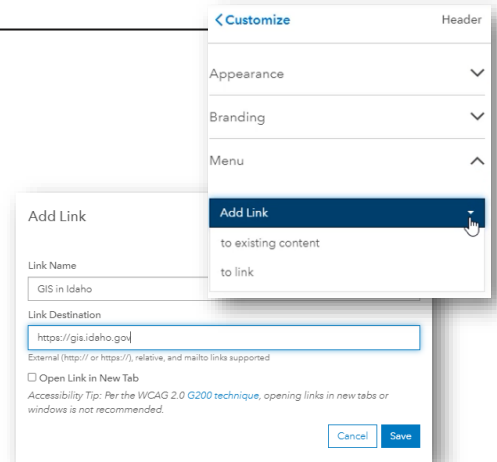 Customize
Header
Appearance
Branding
Menu
Add Link
to existing content
to link
Add Link
Link Name
GIS in Idaho
Link Destination
https://gis.idaho.gov
External (http:// or https://), relative, and mailto links supported
Open Link in New Tab
Accessibility Tip: Per the WCAG 2.0 G200 technique, opening links in new tabs or
windows is not recommended.
Cancel
Save